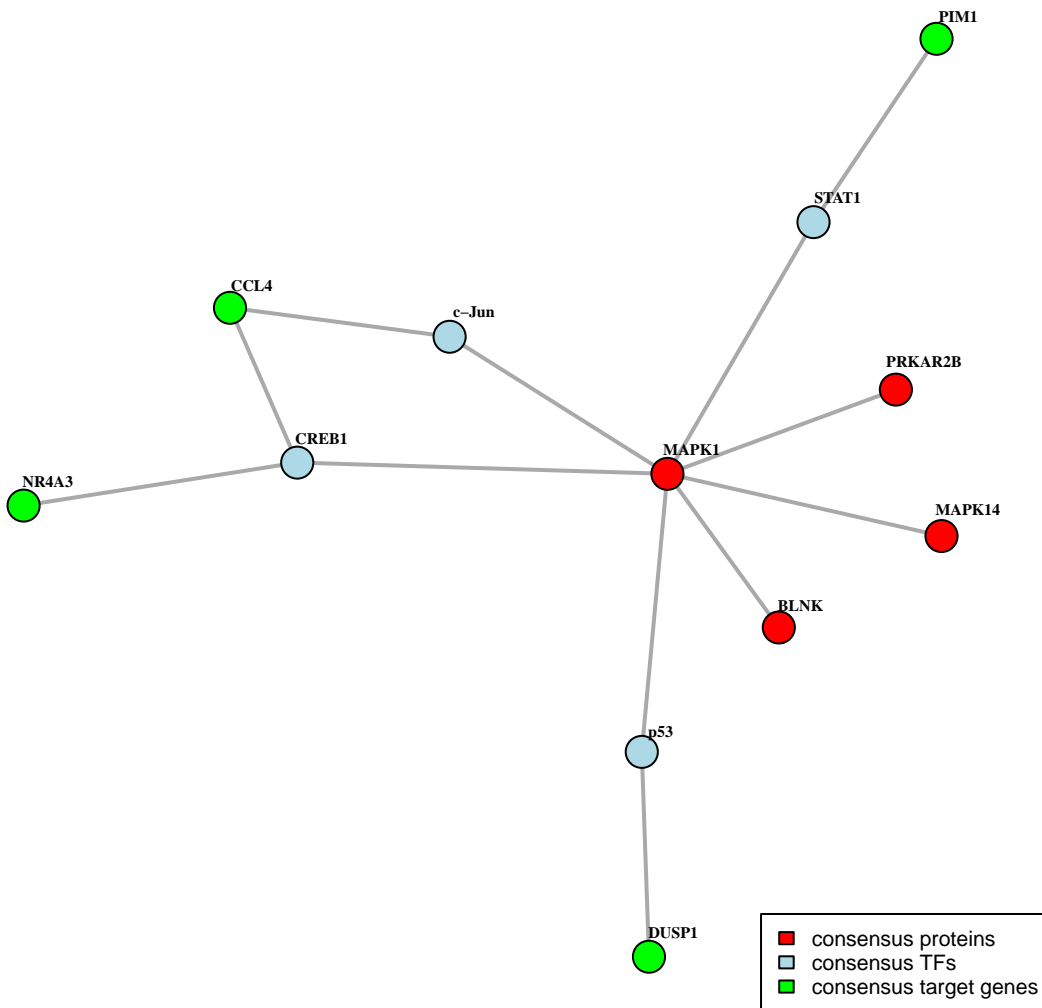 PIM1
STAT1
CCL4
c−Jun
PRKAR2B
CREB1
MAPK1
NR4A3
MAPK14
BLNK
p53
DUSP1
consensus proteins
consensus TFs
consensus target genes